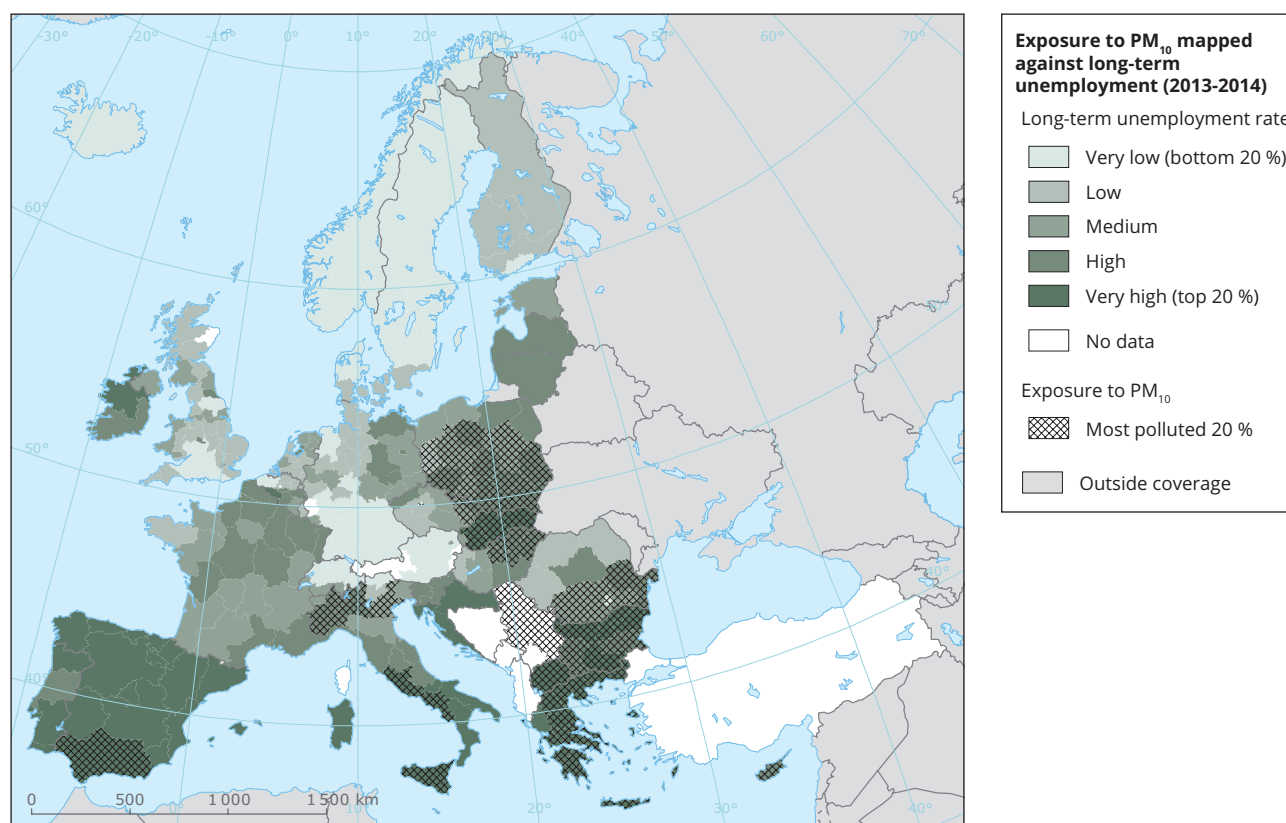 -30°
-20°
-10°
0°
10°
20°
30°
40°
50°
60°
70°
60°
50°
40°
40°
0
500
1 000
1 500 km
0°
10°
20°
30°
40°
Exposure to PM10 mapped
against long-term
unemployment (2013-2014)
Long-term unemployment rate
Very low (bottom 20 %)
Low
Medium
High
Very high (top 20 %)
No data
Exposure to PM10
Most polluted 20 %
Outside coverage